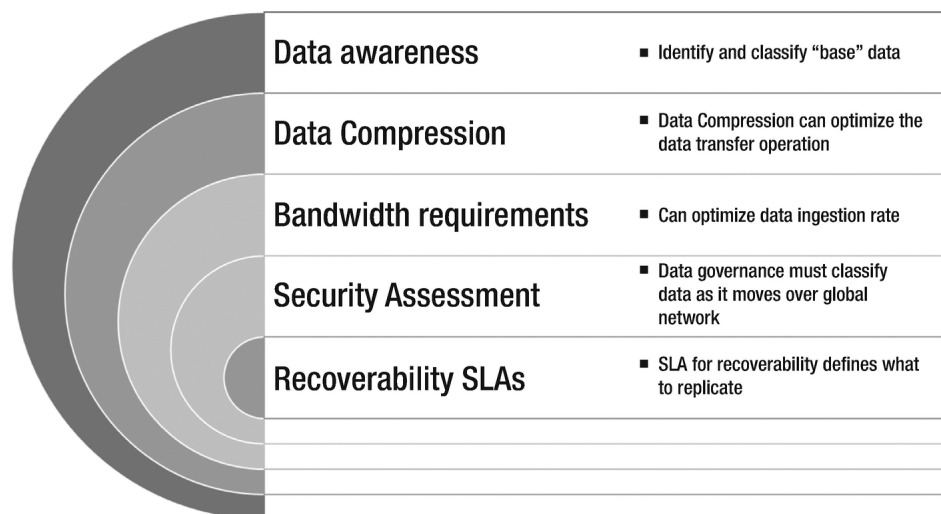 Data awareness
■ Identify and classify “base” data
Data Compression
■ Data Compression can optimize the
data transfer operation
Bandwidth requirements
■ Can optimize data ingestion rate
Security Assessment
■ Data governance must classify
data as it moves over global
network
Recoverability SLAs
■ SLA for recoverability defines what
to replicate